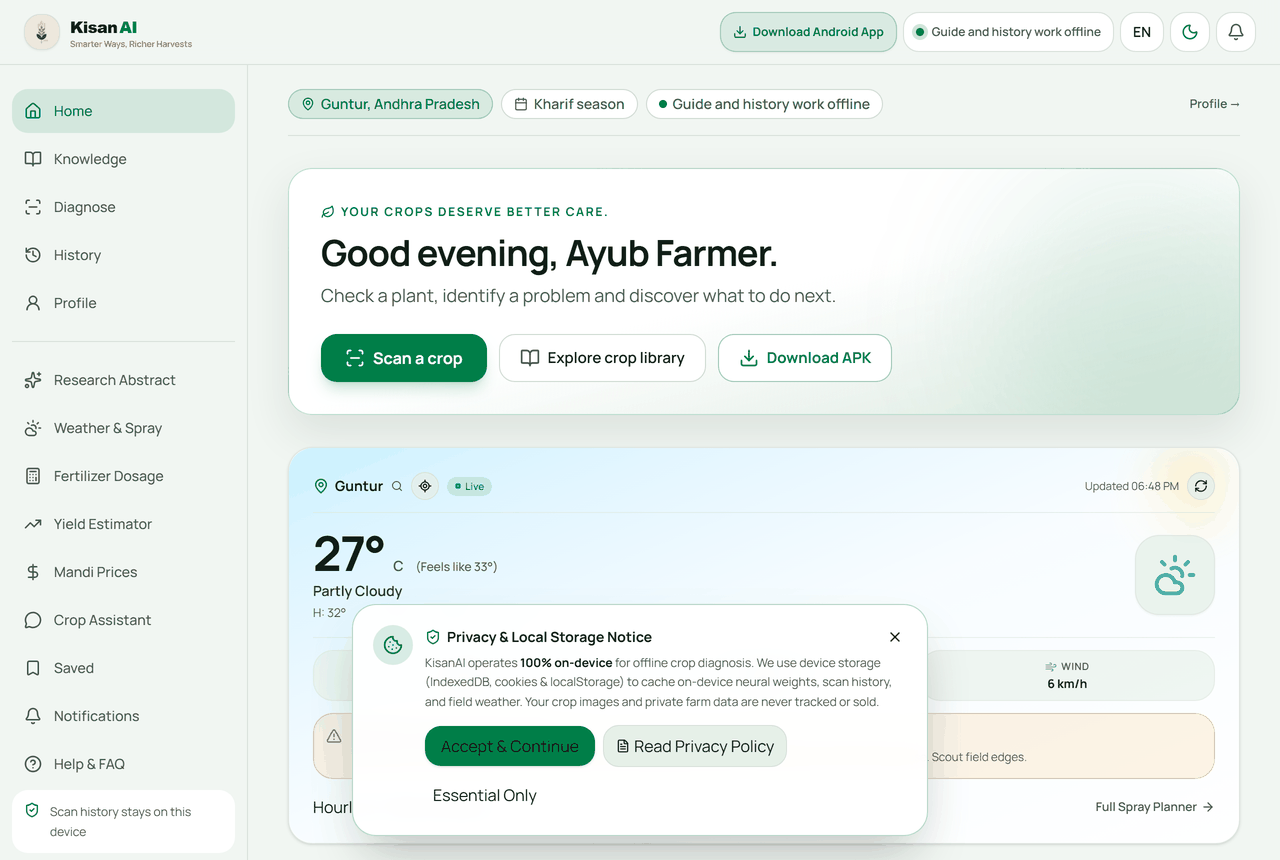 Kisan AI
Smarter Ways, Richer Harvests
Download Android App
Guide and history work offline
EN
Home
Knowledge
Diagnose
History
Profile
Research Abstract
Weather & Spray
Fertilizer Dosage
Yield Estimator
Mandi Prices
Crop Assistant
Saved
Notifications
Help & FAQ
Scan history stays on this
device
Guntur, Andhra Pradesh
Kharif season
Guide and history work offline
Profile →
YOUR CROPS DESERVE BETTER CARE.
Good evening, Ayub Farmer.
Check a plant, identify a problem and discover what to do next.
Scan a crop
Explore crop library
Download APK
Guntur
Live
Updated 06:48 PM
27° C (Feels like 33°)
Partly Cloudy
H: 32°
WIND
6 km/h
. Scout field edges.
Hourl
Full Spray Planner →
Privacy & Local Storage Notice
KisanAI operates 100% on-device for offline crop diagnosis. We use device storage
(IndexedDB, cookies & localStorage) to cache on-device neural weights, scan history,
and field weather. Your crop images and private farm data are never tracked or sold.
Accept & Continue
Read Privacy Policy
Essential Only